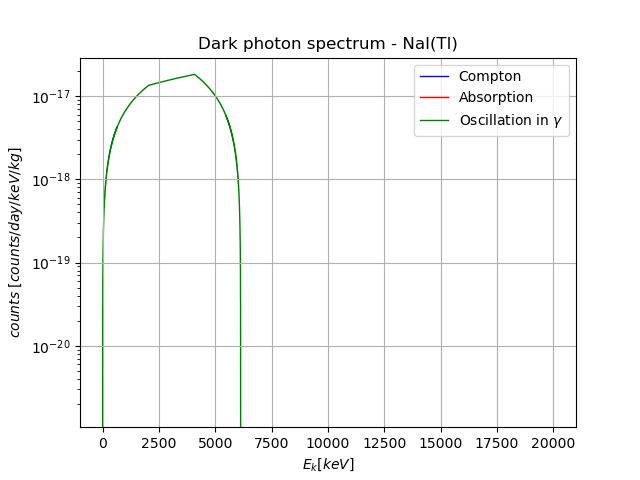 Dark photon spectrum - NaI(Tl)
Compton
Absorption
Oscillation in γ
10⁻¹⁷
10⁻¹⁸
10⁻¹⁹
10⁻²⁰
counts [counts/day/keV/kg]
0 2500 5000 7500 10000 12500 15000 17500 20000
E_k[keV]